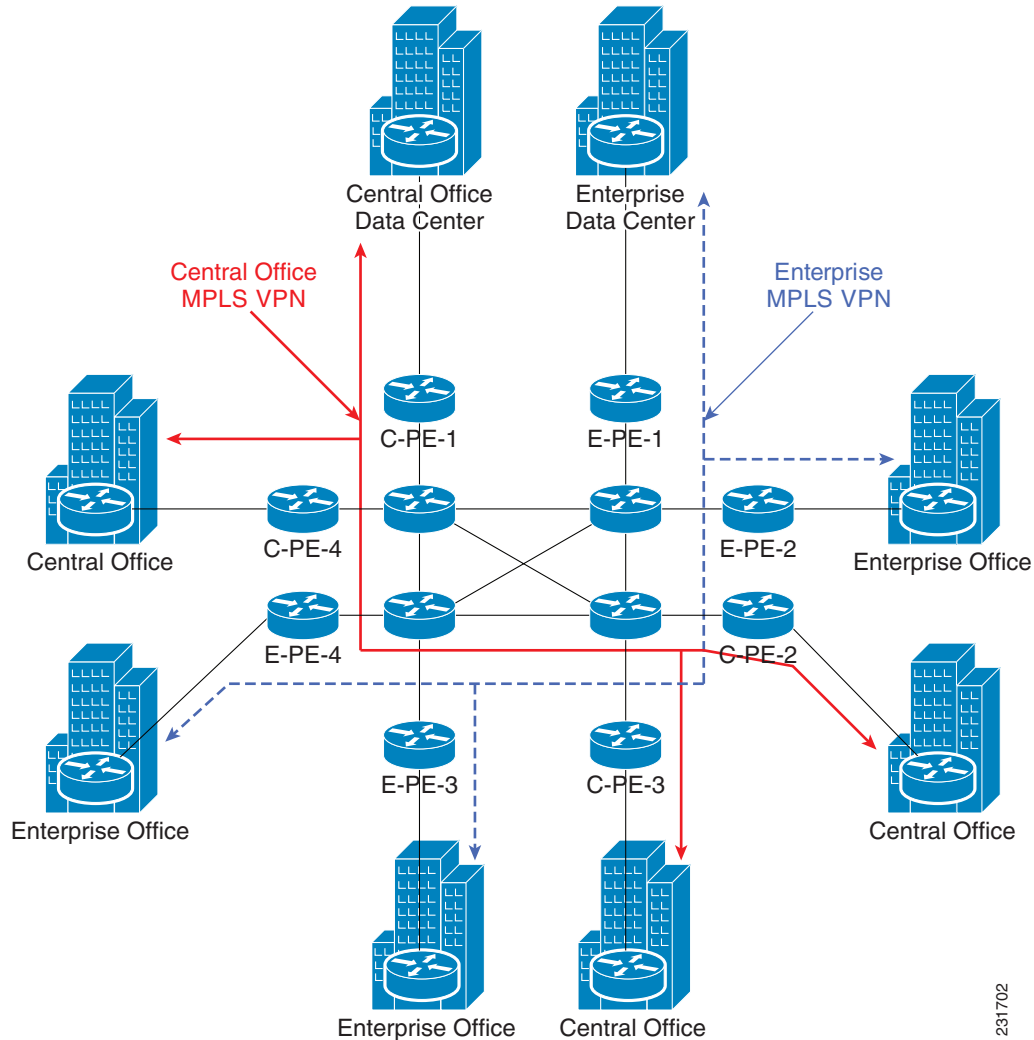 Central Office
Data Center
Enterprise
Data Center
Central Office
MPLS VPN
Enterprise
MPLS VPN
C-PE-1
E-PE-1
C-PE-4
E-PE-2
Central Office
Enterprise Office
E-PE-4
C-PE-2
E-PE-3
C-PE-3
Enterprise Office
Central Office
Enterprise Office
Central Office
231702